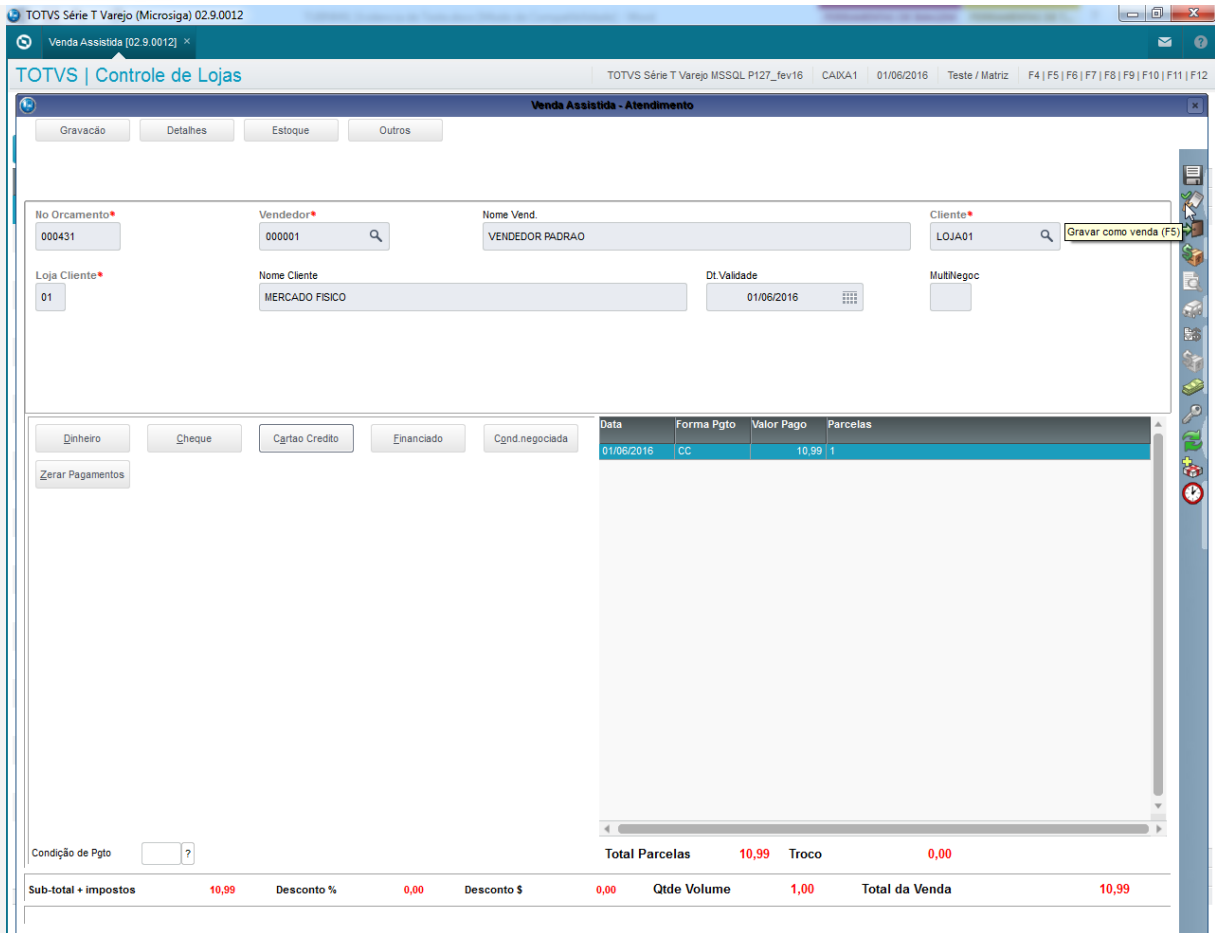 TOTVS Série T Varejo (Microsiga) 02.9.0012
Venda Assistida [02.9.0012] ×
TOTVS | Controle de Lojas
TOTVS Série T Varejo MSSQL P127_fev16 CAIXA1 01/06/2016 Teste / Matriz F4 | F5 | F6 | F7 | F8 | F9 | F10 | F11 | F12
Venda Assistida - Atendimento
Gravacão Detalhes Estoque Outros
No Orcamento* Vendedor* Nome Vend. Cliente*
000431 000001 VENDEDOR PADRAO LOJA01
Gravar como venda (F5)
Loja Cliente* Nome Cliente Dt.Validade MultiNegoc
01 MERCADO FISICO 01/06/2016
Dinheiro Cheque Cartao Credito Financiado Cond.negociada
Zerar Pagamentos
Data Forma Pgto Valor Pago Parcelas
01/06/2016 CC 10,99 1
Condição de Pgto ?
Total Parcelas 10,99 Troco 0,00
Sub-total + impostos 10,99 Desconto % 0,00 Desconto $ 0,00 Qtde Volume 1,00 Total da Venda 10,99